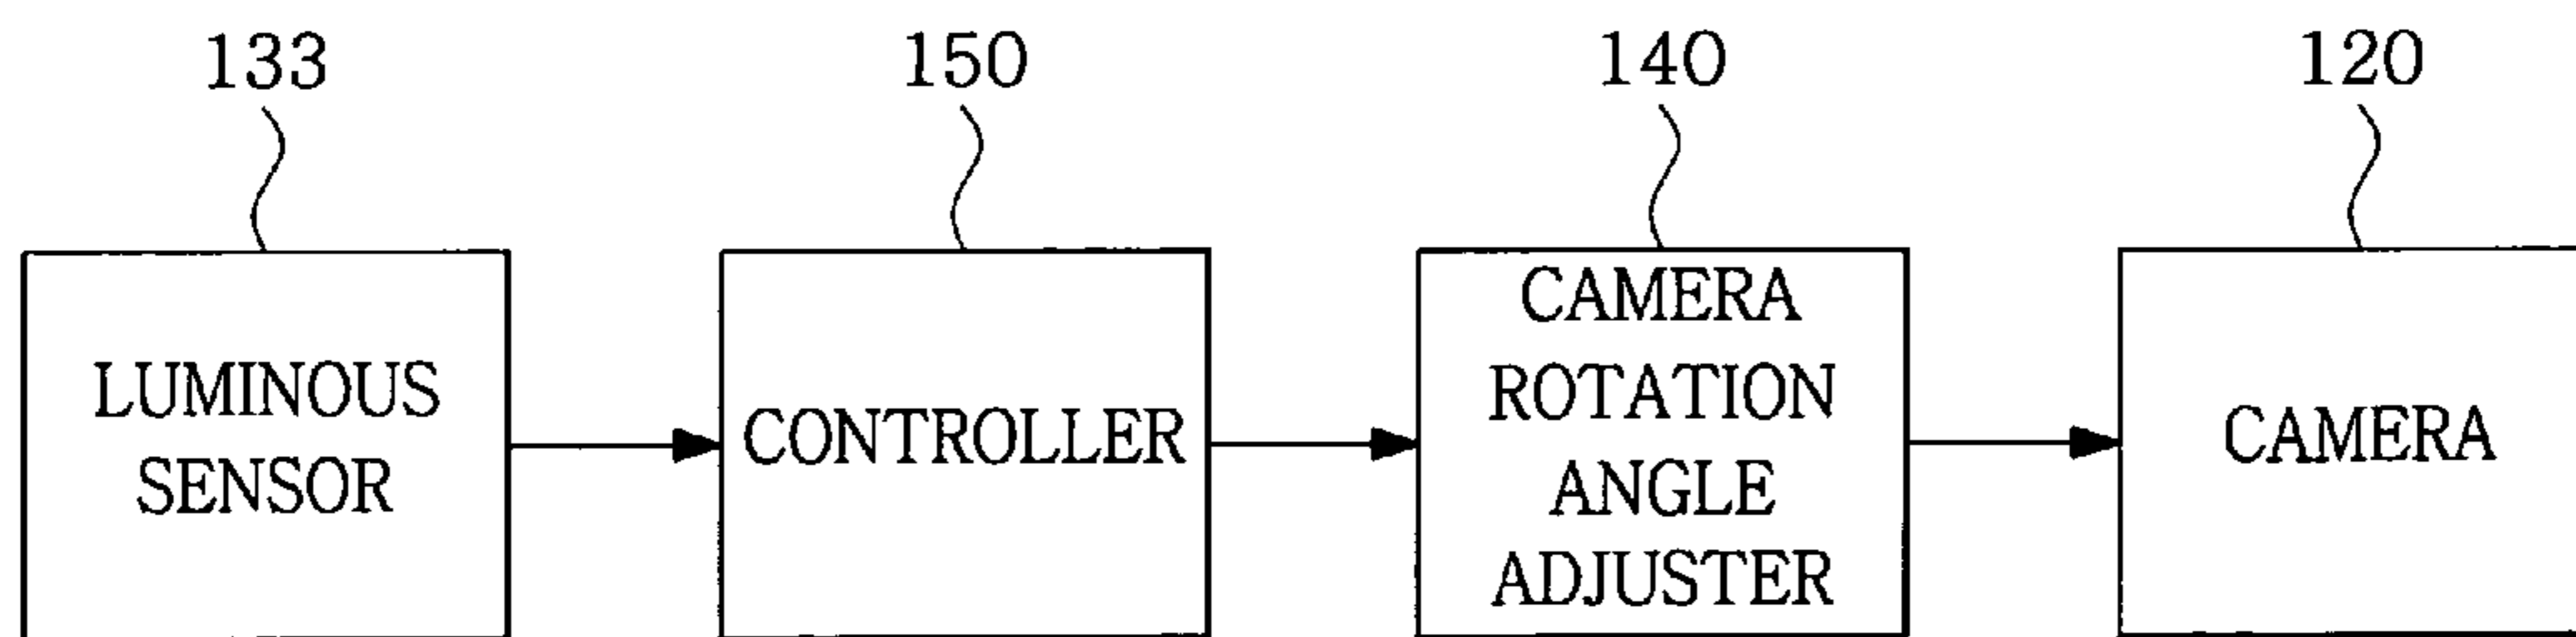 133
150
140
120
LUMINOUS
SENSOR
CONTROLLER
CAMERA
ROTATION
ANGLE
ADJUSTER
CAMERA